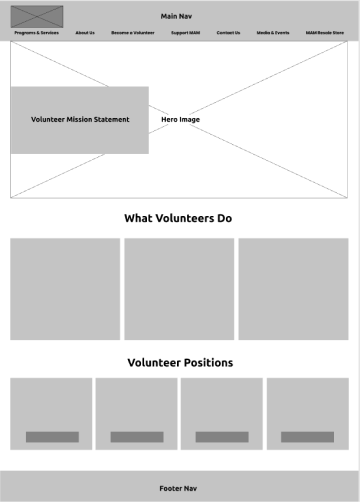 Main Nav
Programs & Services About Us Become a Volunteer Support MAM Contact Us Media & Events MAM Resale Store
Volunteer Mission Statement
Hero Image
What Volunteers Do
Volunteer Positions
Footer Nav